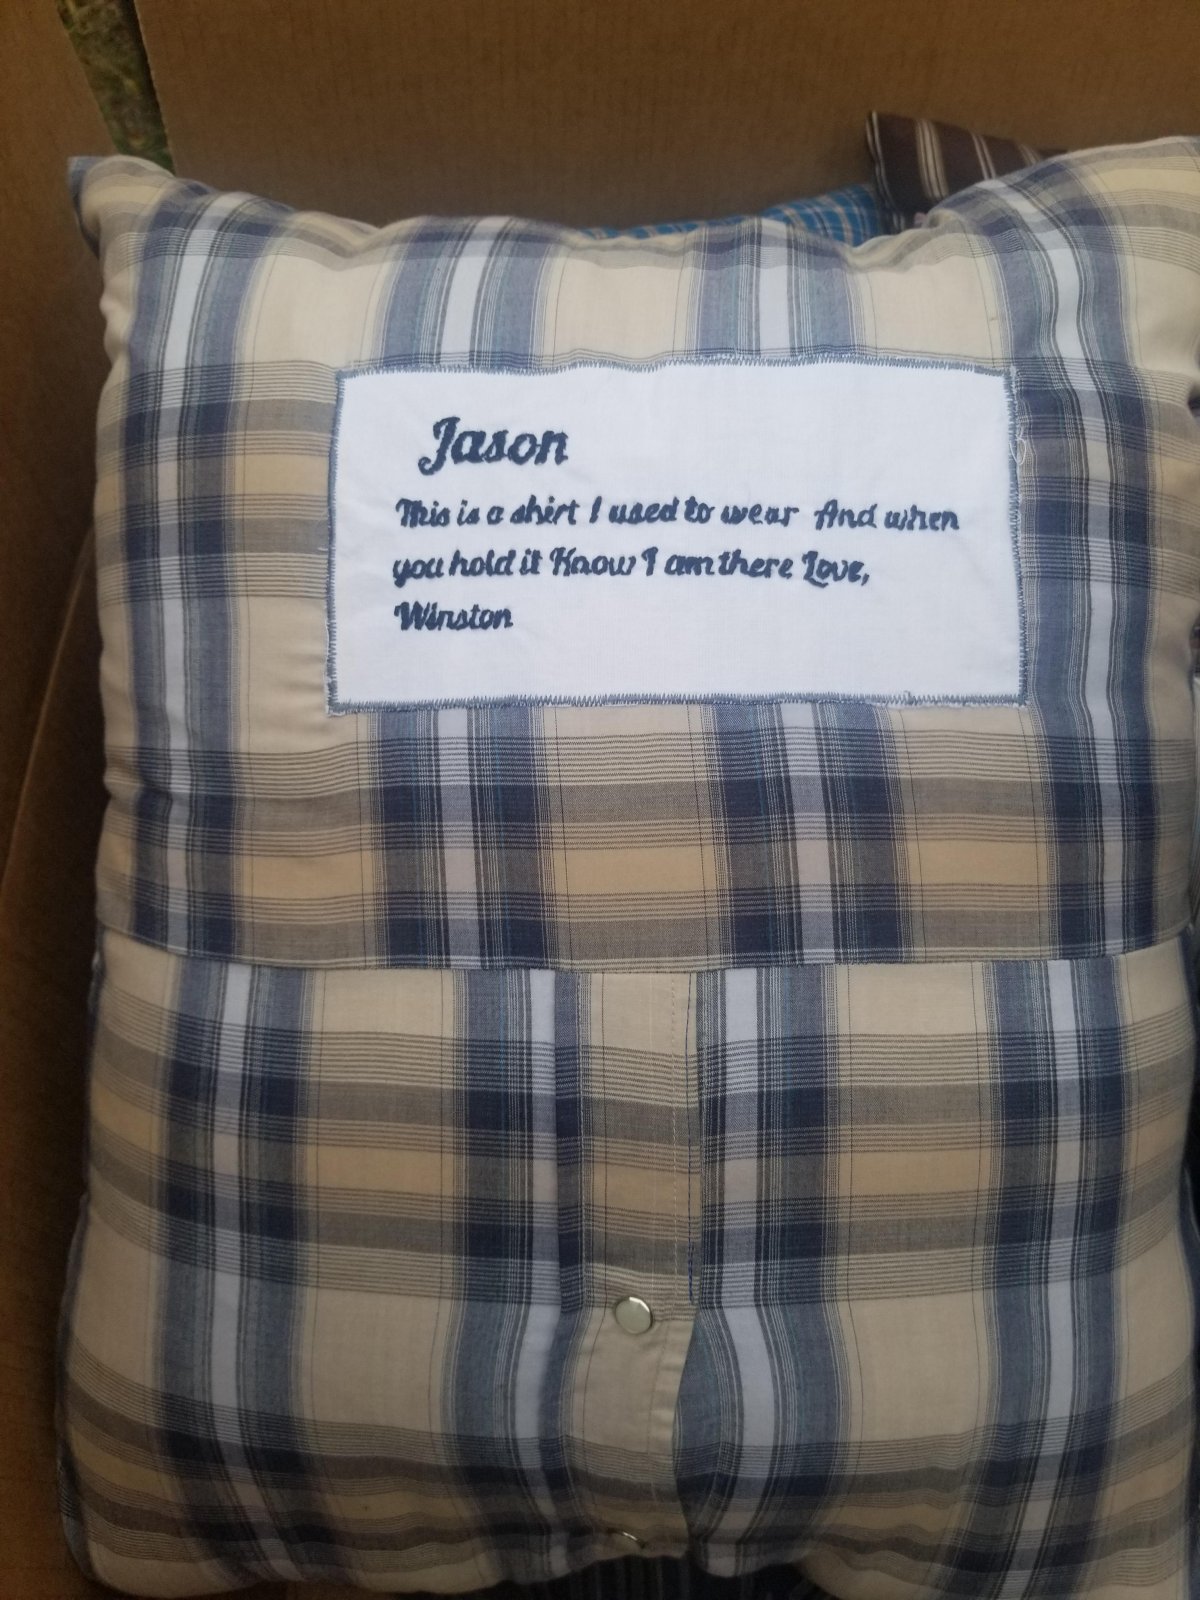 Jason
This is a shirt I used to wear And when
you hold it Know I am there Love,
Winston